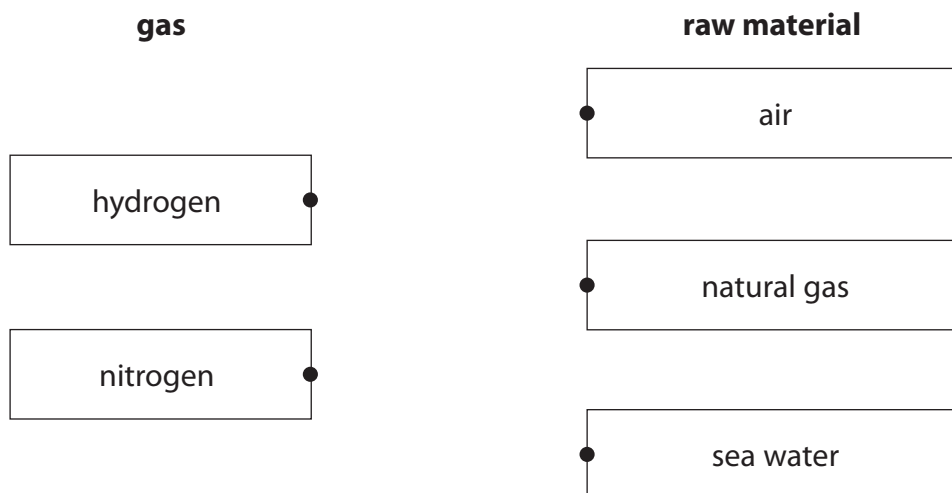 gas
raw material
air
hydrogen
natural gas
nitrogen
sea water